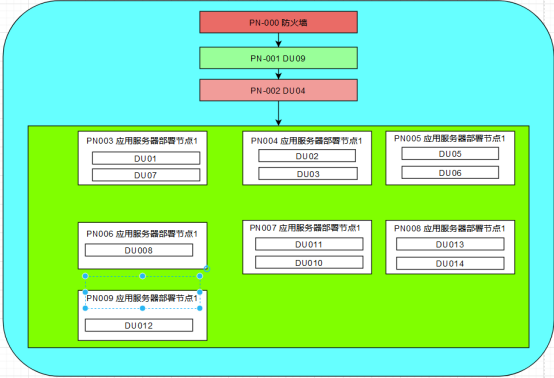 PN-000 防火墙
PN-001 DU09
PN-002 DU04
PN003 应用服务器部署节点1
DU01
DU07
PN004 应用服务器部署节点1
DU02
DU03
PN005 应用服务器部署节点1
DU05
DU06
PN006 应用服务器部署节点1
DU008
PN007 应用服务器部署节点1
DU011
DU010
PN008 应用服务器部署节点1
DU013
DU014
PN009 应用服务器部署节点1
DU012